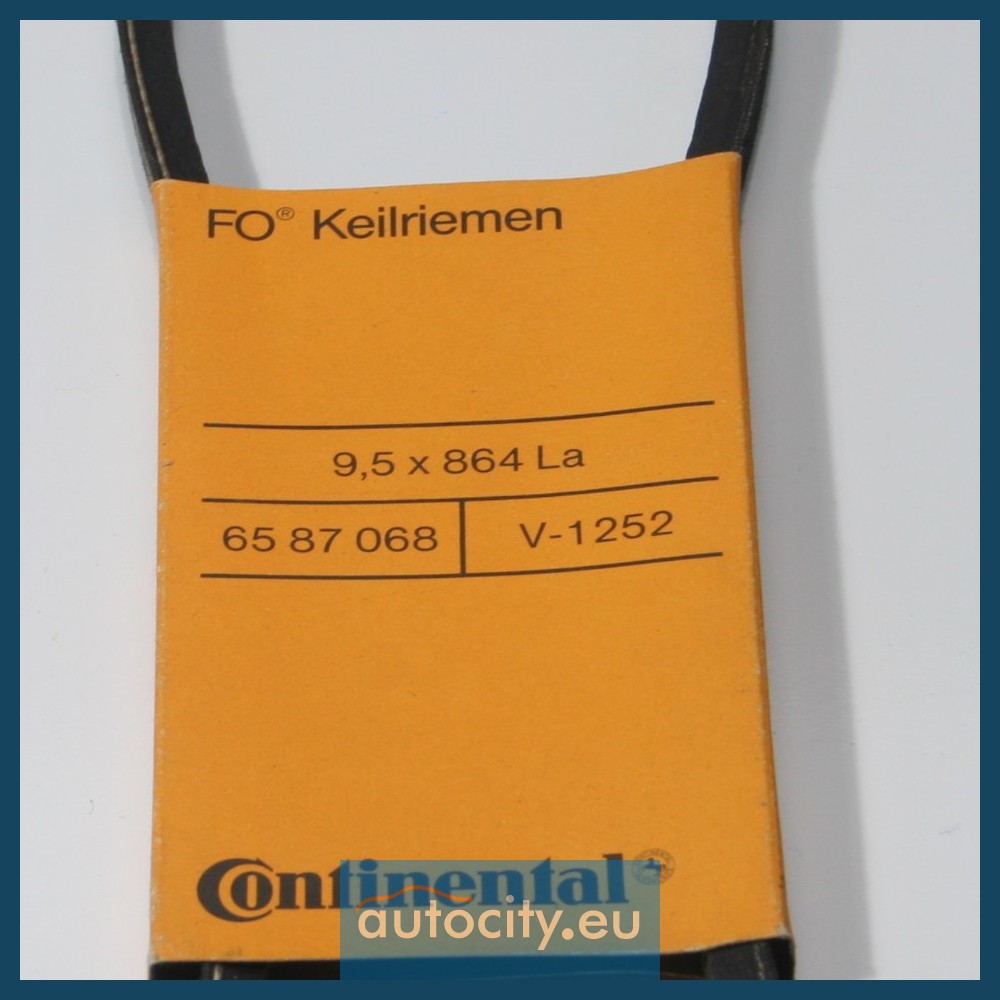 FO® Keilriemen
9,5 x 864 La
65 87 068 V-1252
Continental
autocity.eu